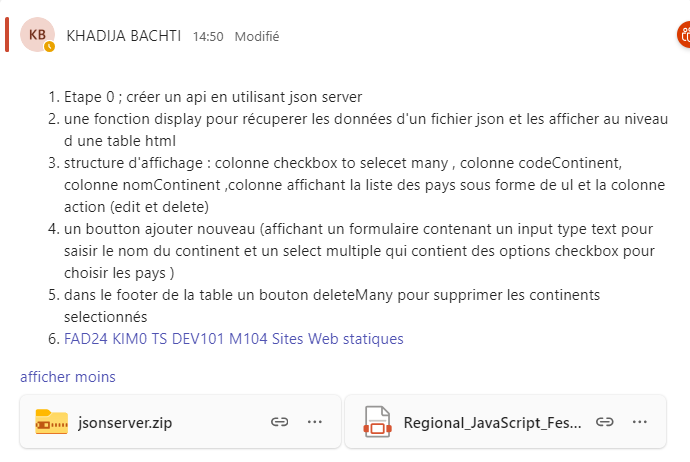 KB KHADIJA BACHTI 14:50 Modifié
1. Etape 0 ; créer un api en utilisant json server
2. une fonction display pour récuperer les données d'un fichier json et les afficher au niveau
d une table html
3. structure d'affichage : colonne checkbox to selecet many , colonne codeContinent,
colonne nomContinent ,colonne affichant la liste des pays sous forme de ul et la colonne
action (edit et delete)
4. un boutton ajouter nouveau (affichant un formulaire contenant un input type text pour
saisir le nom du continent et un select multiple qui contient des options checkbox pour
choisir les pays )
5. dans le footer de la table un bouton deleteMany pour supprimer les continents
selectionnés
6. FAD24 KIM0 TS DEV101 M104 Sites Web statiques
afficher moins
jsonserver.zip
Regional_JavaScript_Fes...